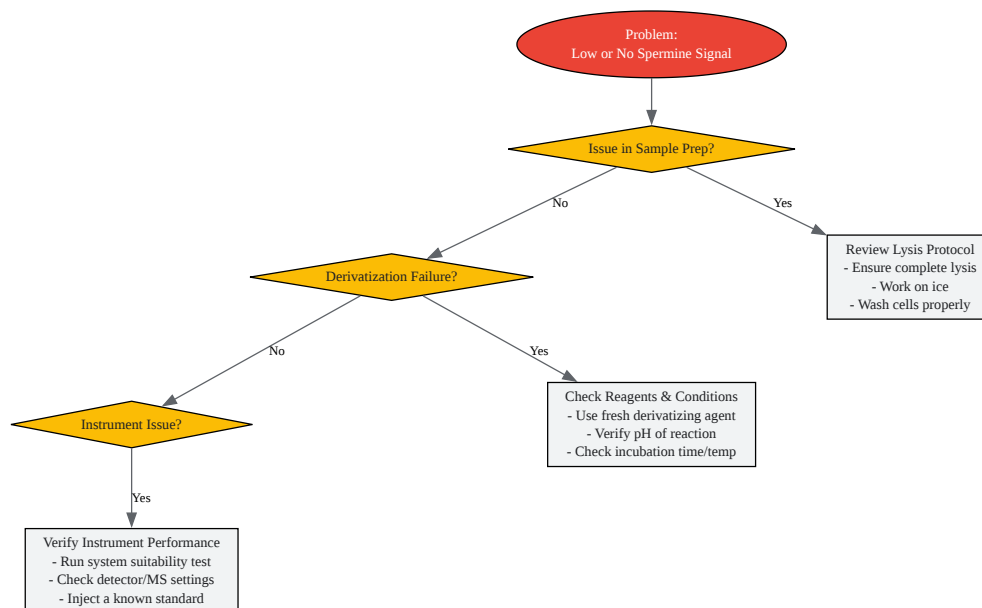 Problem:
Low or No Spermine Signal
Issue in Sample Prep?
No
Yes
Review Lysis Protocol
- Ensure complete lysis
- Work on ice
- Wash cells properly
Derivatization Failure?
No
Yes
Check Reagents & Conditions
- Use fresh derivatizing agent
- Verify pH of reaction
- Check incubation time/temp
Instrument Issue?
Yes
Verify Instrument Performance
- Run system suitability test
- Check detector/MS settings
- Inject a known standard